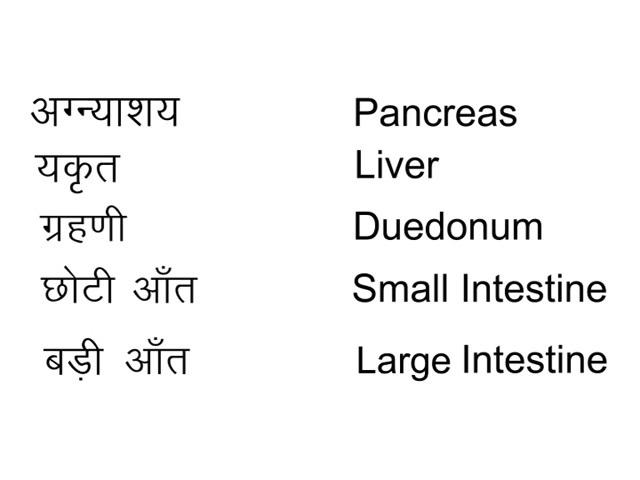 अग्न्याशय Pancreas
यकृत Liver
ग्रहणी Duedonum
छोटी आँत Small Intestine
बड़ी आँत Large Intestine